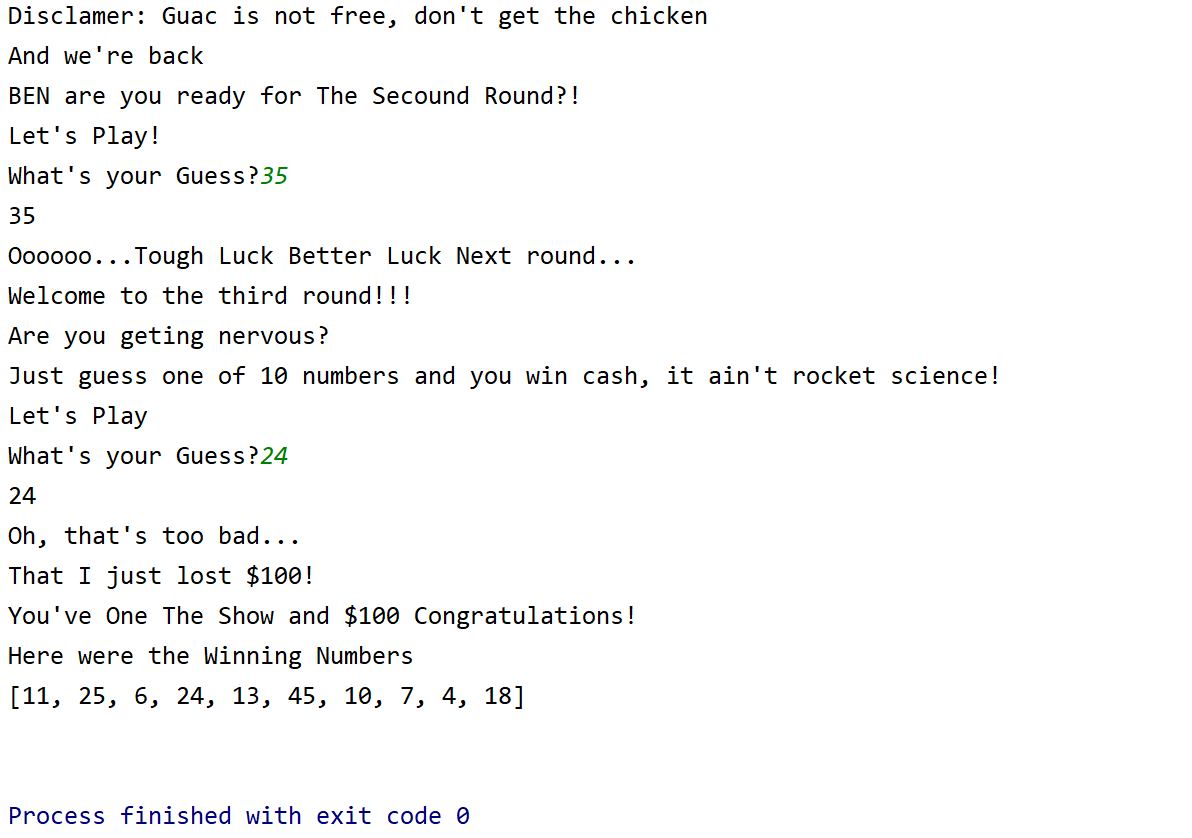 Disclamer: Guac is not free, don't get the chicken
And we're back
BEN are you ready for The Secound Round?!
Let's Play!
What's your Guess?35
35
Oooooo...Tough Luck Better Luck Next round...
Welcome to the third round!!!
Are you geting nervous?
Just guess one of 10 numbers and you win cash, it ain't rocket science!
Let's Play
What's your Guess?24
24
Oh, that's too bad...
That I just lost $100!
You've One The Show and $100 Congratulations!
Here were the Winning Numbers
[11, 25, 6, 24, 13, 45, 10, 7, 4, 18]
Process finished with exit code 0